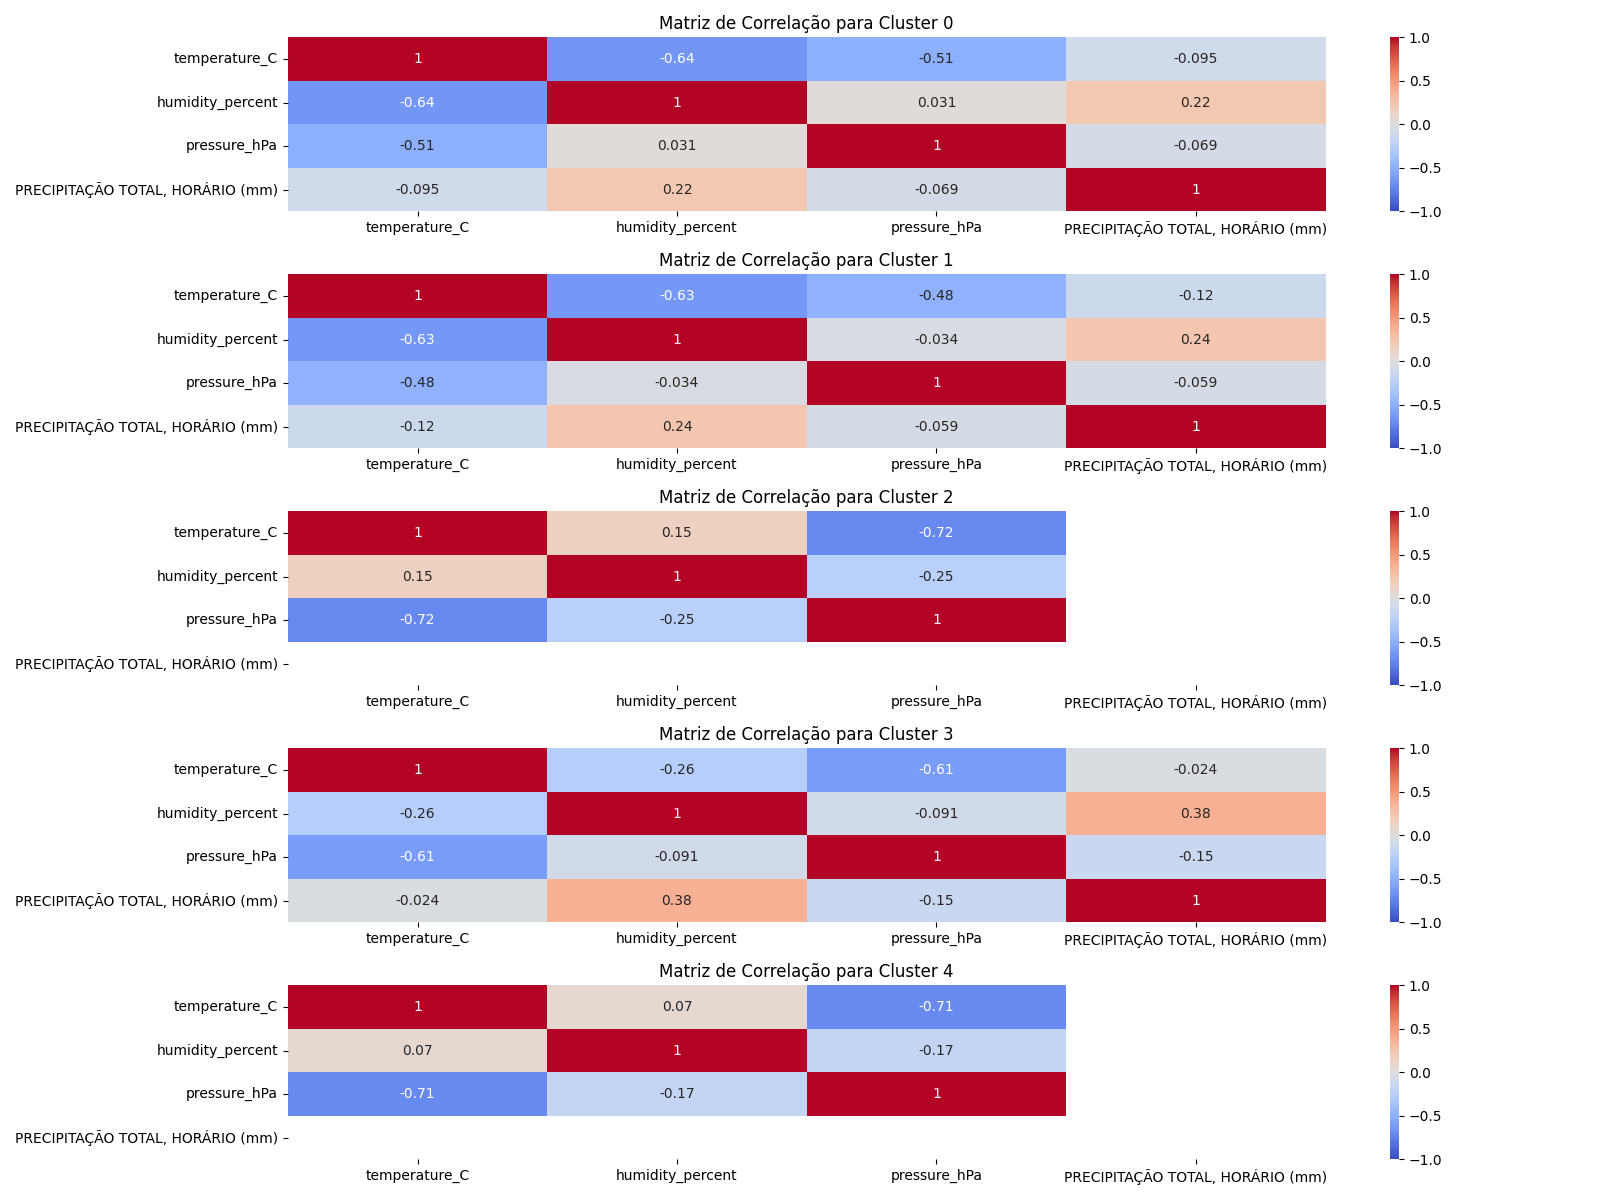 Matriz de Correlação para Cluster 0
temperature_C 1 -0.64 -0.51 -0.095
humidity_percent -0.64 1 0.031 0.22
pressure_hPa -0.51 0.031 1 -0.069
PRECIPITAÇÃO TOTAL, HORÁRIO (mm) -0.095 0.22 -0.069 1
temperature_C humidity_percent pressure_hPa PRECIPITAÇÃO TOTAL, HORÁRIO (mm)
1.0
0.5
0.0
−0.5
−1.0
Matriz de Correlação para Cluster 1
temperature_C 1 -0.63 -0.48 -0.12
humidity_percent -0.63 1 -0.034 0.24
pressure_hPa -0.48 -0.034 1 -0.059
PRECIPITAÇÃO TOTAL, HORÁRIO (mm) -0.12 0.24 -0.059 1
temperature_C humidity_percent pressure_hPa PRECIPITAÇÃO TOTAL, HORÁRIO (mm)
1.0
0.5
0.0
−0.5
−1.0
Matriz de Correlação para Cluster 2
temperature_C 1 0.15 -0.72
humidity_percent 0.15 1 -0.25
pressure_hPa -0.72 -0.25 1
PRECIPITAÇÃO TOTAL, HORÁRIO (mm)
temperature_C humidity_percent pressure_hPa PRECIPITAÇÃO TOTAL, HORÁRIO (mm)
1.0
0.5
0.0
−0.5
−1.0
Matriz de Correlação para Cluster 3
temperature_C 1 -0.26 -0.61 -0.024
humidity_percent -0.26 1 -0.091 0.38
pressure_hPa -0.61 -0.091 1 -0.15
PRECIPITAÇÃO TOTAL, HORÁRIO (mm) -0.024 0.38 -0.15 1
temperature_C humidity_percent pressure_hPa PRECIPITAÇÃO TOTAL, HORÁRIO (mm)
1.0
0.5
0.0
−0.5
−1.0
Matriz de Correlação para Cluster 4
temperature_C 1 0.07 -0.71
humidity_percent 0.07 1 -0.17
pressure_hPa -0.71 -0.17 1
PRECIPITAÇÃO TOTAL, HORÁRIO (mm)
temperature_C humidity_percent pressure_hPa PRECIPITAÇÃO TOTAL, HORÁRIO (mm)
1.0
0.5
0.0
−0.5
−1.0